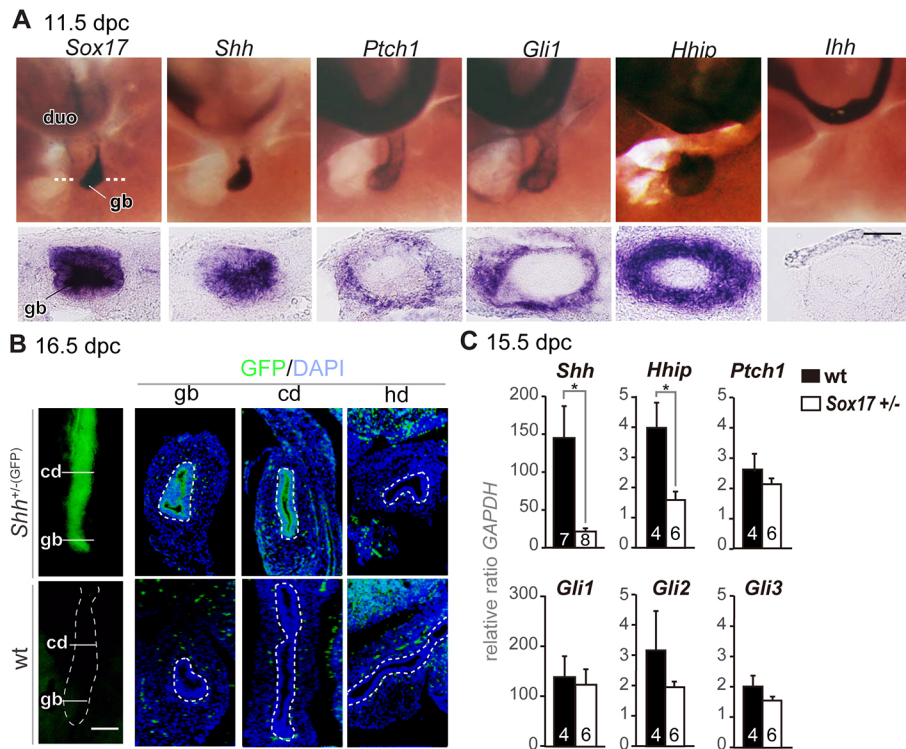 A 11.5 dpc
Sox17 Shh Ptch1 Gli1 Hhip Ihh
duo
gb
gb
B 16.5 dpc
GFP/DAPI
gb cd hd
Shh+/-(GFP)
cd
gb
wt
cd
gb
C 15.5 dpc
Shh Hhip Ptch1
wt
Sox17 +/-
relative ratio GAPDH
200
150
100
50
0
*
7 8
5
4
3
2
1
0
*
4 6
5
4
3
2
1
0
4 6
Gli1 Gli2 Gli3
300
200
100
0
4 6
5
4
3
2
1
0
4 6
5
4
3
2
1
0
4 6